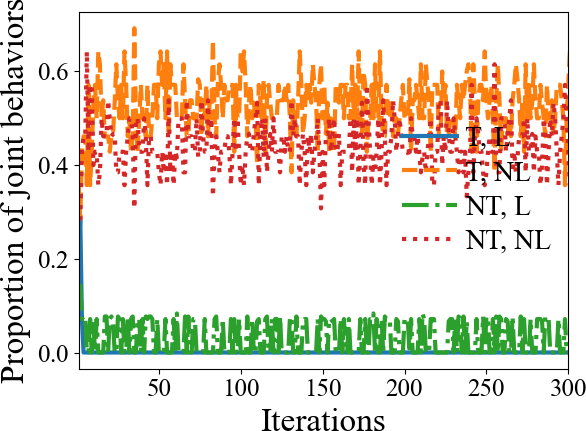 Proportion of joint behaviors
0.6
0.4
0.2
0.0
T, L
T, NL
NT, L
NT, NL
50
100
150
200
250
300
Iterations